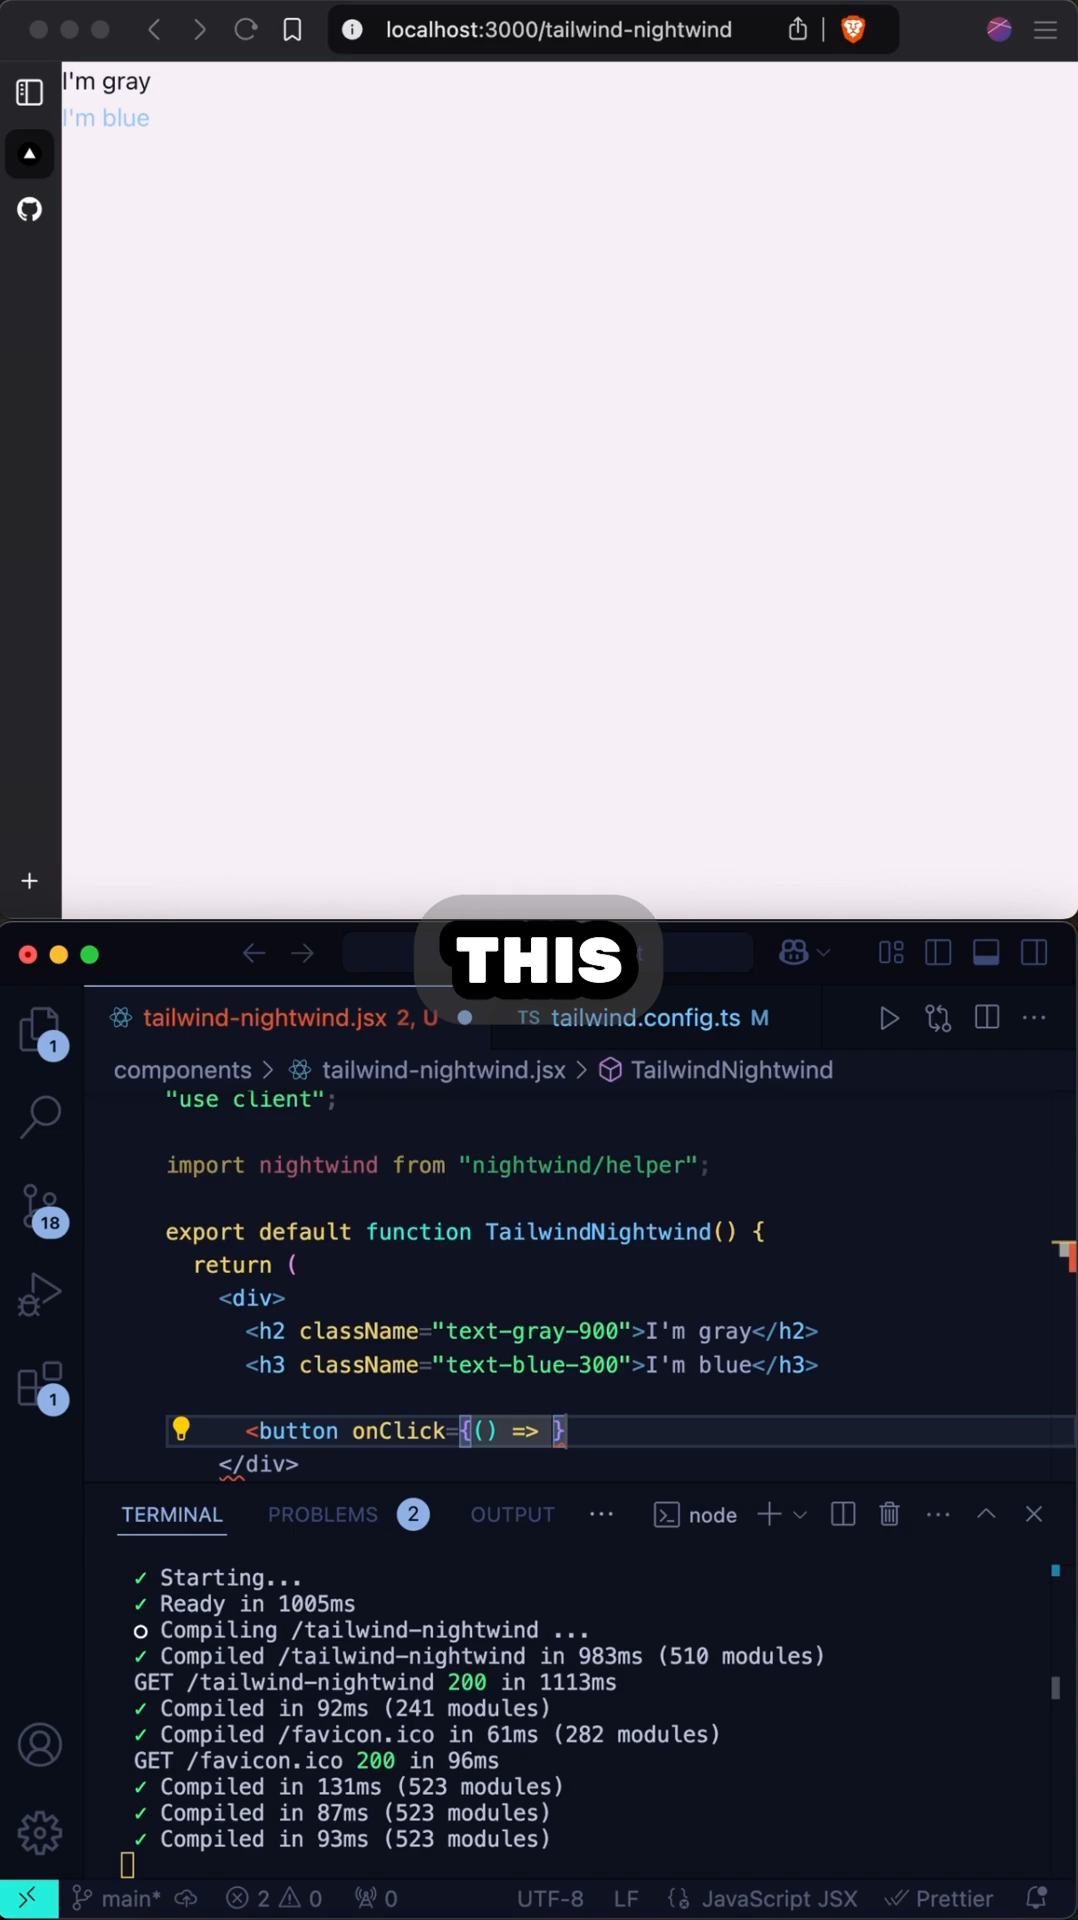 localhost:3000/tailwind-nightwind
I'm gray
I'm blue
THIS
tailwind-nightwind.jsx 2, U
TS tailwind.config.ts M
components > tailwind-nightwind.jsx > TailwindNightwind
"use client";
import nightwind from "nightwind/helper";
export default function TailwindNightwind() {
return (
<div>
<h2 className="text-gray-900">I'm gray</h2>
<h3 className="text-blue-300">I'm blue</h3>
<button onClick={() => }
</div>
1
18
1
TERMINAL PROBLEMS 2 OUTPUT ... node
✓ Starting...
✓ Ready in 1005ms
○ Compiling /tailwind-nightwind ...
✓ Compiled /tailwind-nightwind in 983ms (510 modules)
GET /tailwind-nightwind 200 in 1113ms
✓ Compiled in 92ms (241 modules)
✓ Compiled /favicon.ico in 61ms (282 modules)
GET /favicon.ico 200 in 96ms
✓ Compiled in 131ms (523 modules)
✓ Compiled in 87ms (523 modules)
✓ Compiled in 93ms (523 modules)
main* 2 0 0 UTF-8 LF JavaScript JSX Prettier